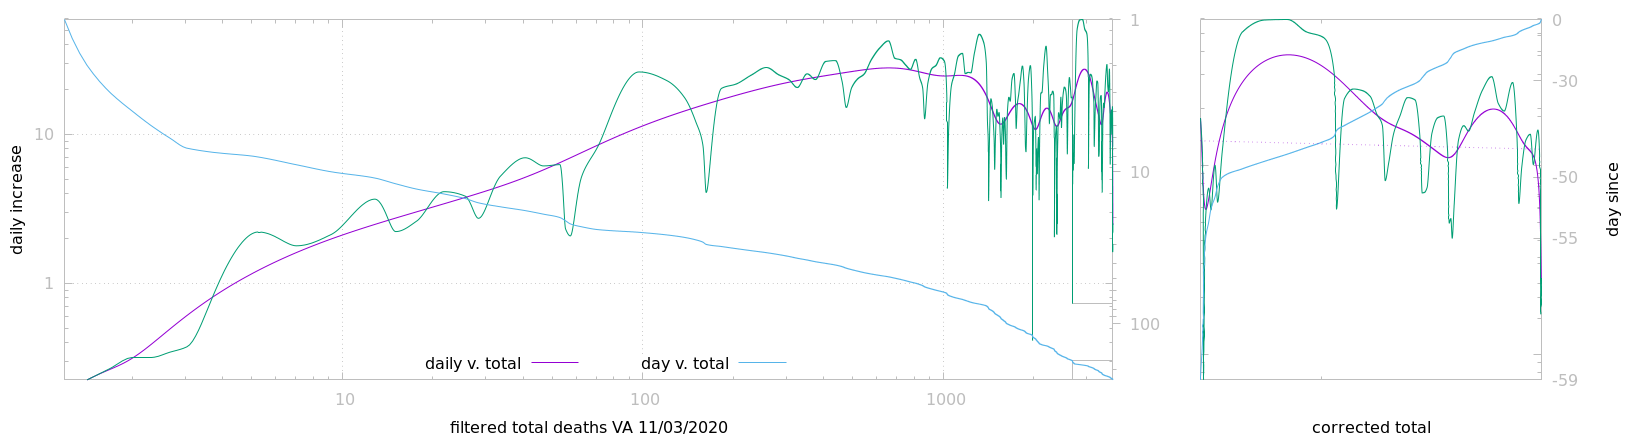 daily increase
10
1
daily v. total
day v. total
10
100
1000
filtered total deaths VA 11/03/2020
1
10
100
0
-30
-50
-55
-59
day since
corrected total